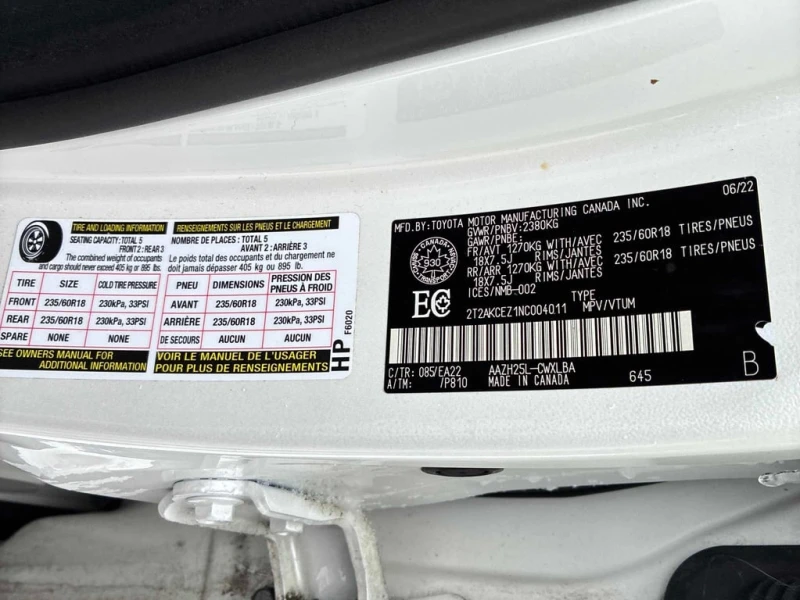 TIRE AND LOADING INFORMATION
SEATING CAPACITY: TOTAL 5
FRONT 2: REAR 3
The combined weight of occupants
and cargo should never exceed 405 kg or 895 lb.
TIRE SIZE COLD TIRE PRESSURE
FRONT 235/60R18 230kPa, 33PSI
REAR 235/60R18 230kPa, 33PSI
SPARE NONE NONE
SEE OWNERS MANUAL FOR
ADDITIONAL INFORMATION
RENSEIGNEMENTS SUR LES PNEUS ET LE CHARGEMENT
NOMBRE DE PLACES : TOTAL 5
AVANT 2 : ARRIÈRE 3
Le poids total des occupants et du chargement ne
doit jamais dépasser 405 kg ou 895 lb.
PNEU DIMENSIONS PRESSION DES PNEUS À FROID
AVANT 235/60R18 230kPa, 33PSI
ARRIÈRE 235/60R18 230kPa, 33PSI
DE SECOURS AUCUN AUCUN
VOIR LE MANUEL DE L'USAGER
POUR PLUS DE RENSEIGNEMENTS
HP F6020
MFD.BY:TOYOTA MOTOR MANUFACTURING CANADA INC. 06/22
GVWR/PNBV: 2380KG
GAWR/PNBE:
FR/AVT 1270KG WITH/AVEC 235/60R18 TIRES/PNEUS
18X7.5J RIMS/JANTES
RR/ARR 1270KG WITH/AVEC 235/60R18 TIRES/PNEUS
18X7.5J RIMS/JANTES
ICES/NMB-002
CANADA
930
TRANSPORT
EC
TYPE
2T2AKCEZ1NC004011 MPV/VTUM
C/TR: 085/EA22 AAZH25L-CWXLBA
A/TM: /P810 MADE IN CANADA 645 B